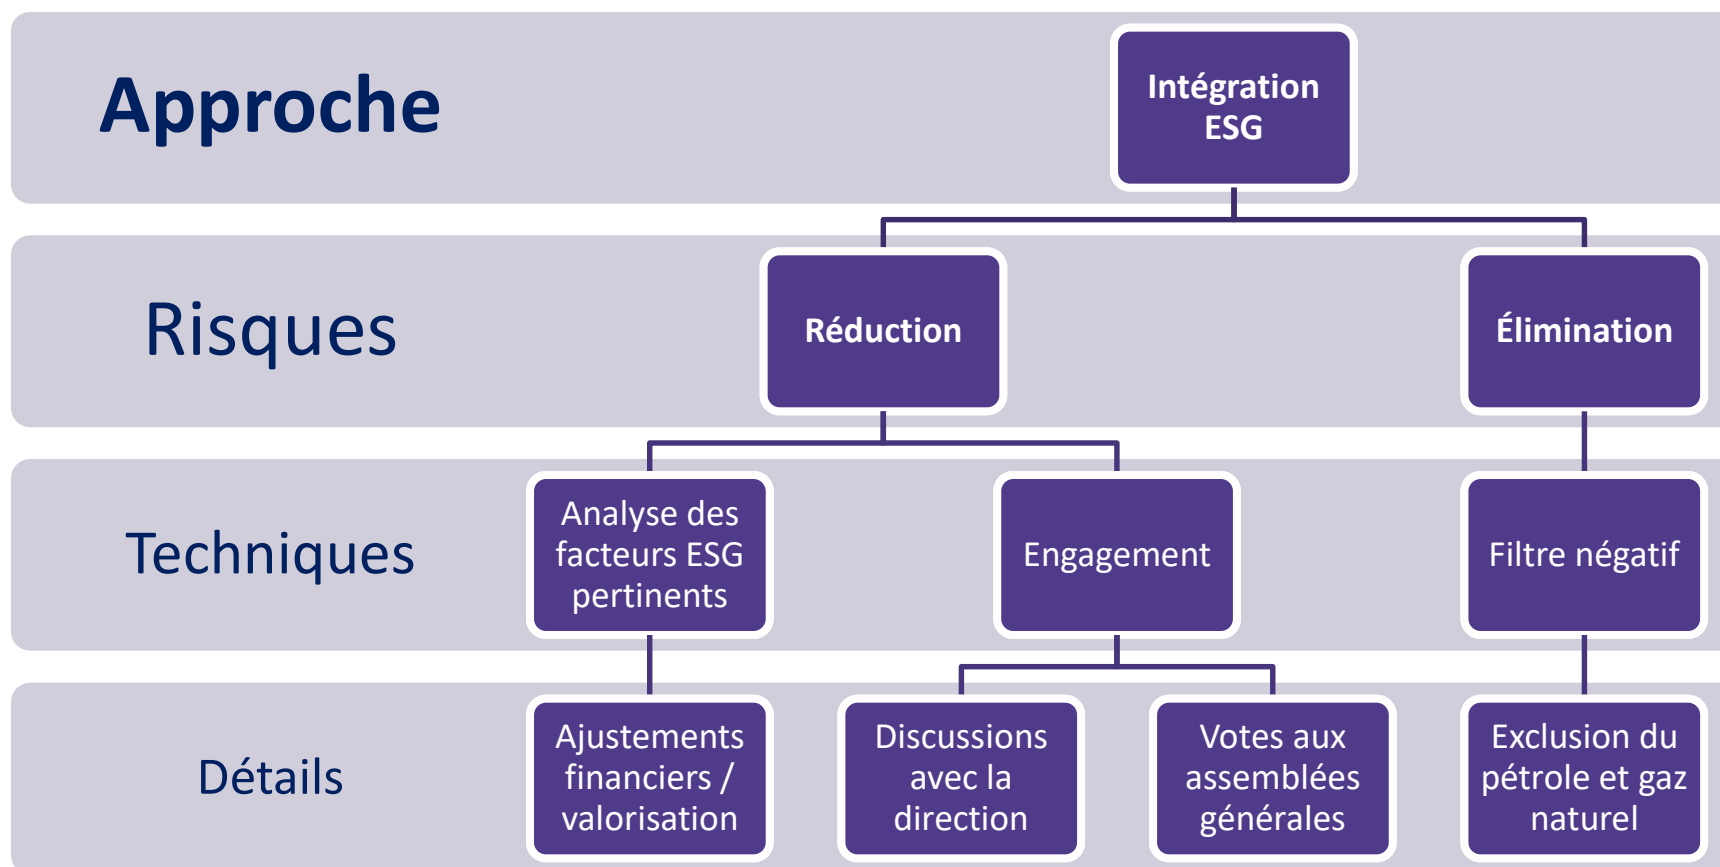 Approche
Intégration
ESG
Risques
Réduction
Élimination
Techniques
Analyse des
facteurs ESG
pertinents
Engagement
Filtre négatif
Détails
Ajustements
financiers /
valorisation
Discussions
avec la
direction
Votes aux
assemblées
générales
Exclusion du
pétrole et gaz
naturel